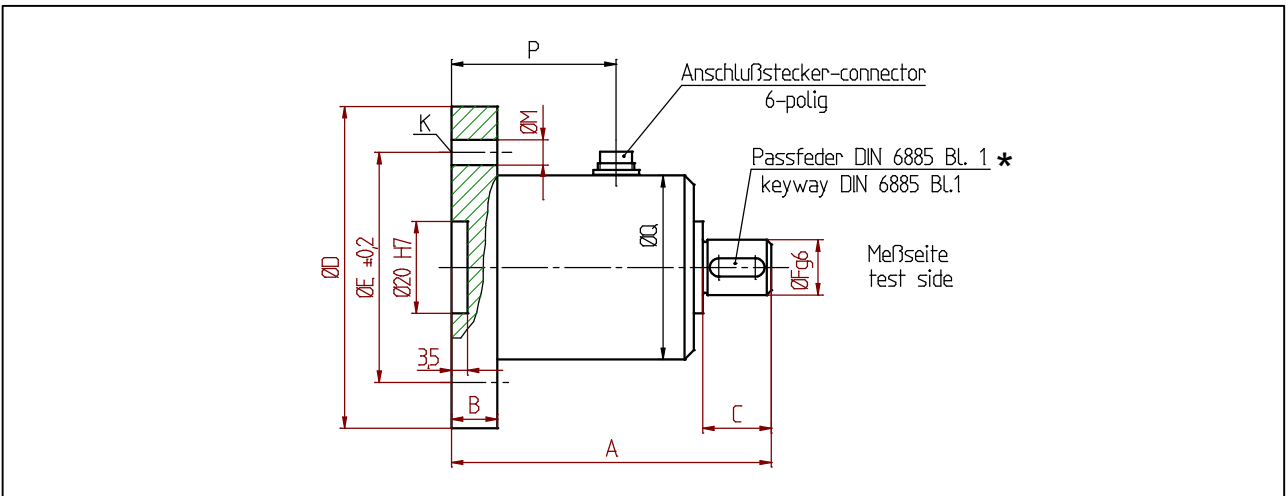 P
Anschlußstecker-connector
6-polig
K
ØM
Passfeder DIN 6885 Bl. 1 *
keyway DIN 6885 Bl.1
ØD
ØE ±0,2
Ø20 H7
ØQ
ØFg6
Meßseite
test side
3,5
B
C
A